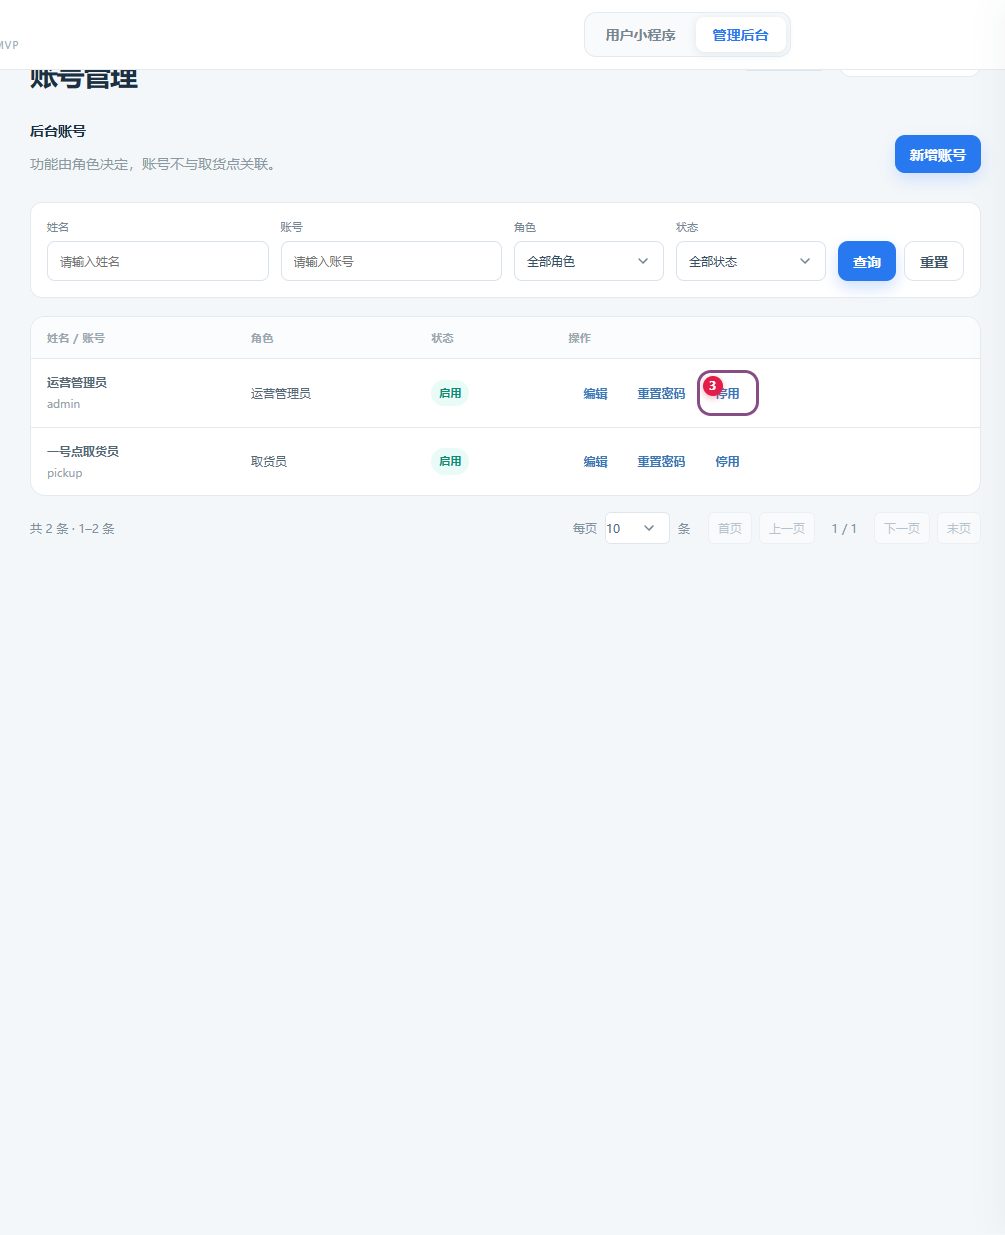 MVP
用户小程序 管理后台
账号管理
后台账号
功能由角色决定，账号不与取货点关联。
新增账号
姓名 账号 角色 状态
请输入姓名 请输入账号 全部角色 全部状态 查询 重置
姓名 / 账号 角色 状态 操作
运营管理员
admin
运营管理员 启用 编辑 重置密码 3 停用
一号点取货员
pickup
取货员 启用 编辑 重置密码 停用
共 2 条 · 1–2 条 每页 10 条 首页 上一页 1 / 1 下一页 末页